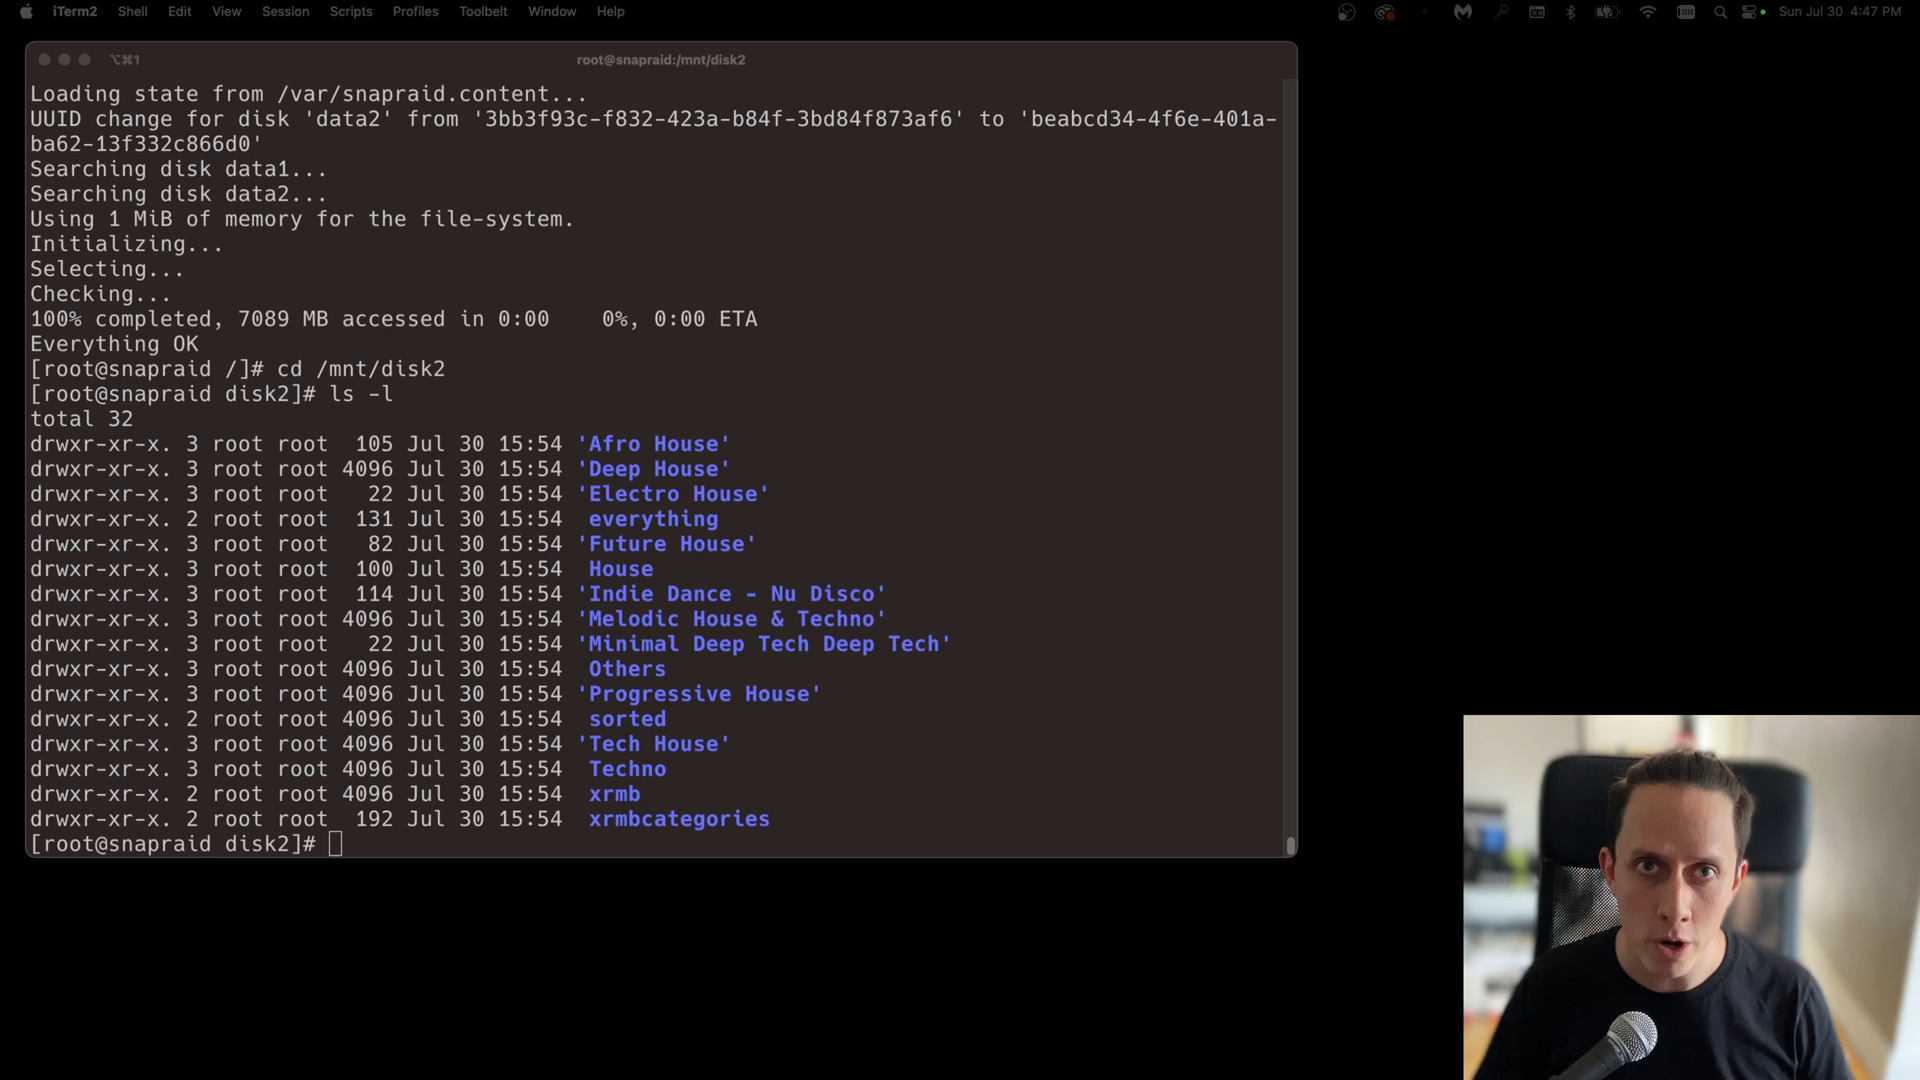 iTerm2 Shell Edit View Session Scripts Profiles Toolbelt Window Help Sun Jul 30 4:47 PM
⌥⌘1 root@snapraid:/mnt/disk2
Loading state from /var/snapraid.content...
UUID change for disk 'data2' from '3bb3f93c-f832-423a-b84f-3bd84f873af6' to 'beabcd34-4f6e-401a-
ba62-13f332c866d0'
Searching disk data1...
Searching disk data2...
Using 1 MiB of memory for the file-system.
Initializing...
Selecting...
Checking...
100% completed, 7089 MB accessed in 0:00    0%, 0:00 ETA
Everything OK
[root@snapraid /]# cd /mnt/disk2
[root@snapraid disk2]# ls -l
total 32
drwxr-xr-x. 3 root root  105 Jul 30 15:54 'Afro House'
drwxr-xr-x. 3 root root 4096 Jul 30 15:54 'Deep House'
drwxr-xr-x. 3 root root   22 Jul 30 15:54 'Electro House'
drwxr-xr-x. 2 root root  131 Jul 30 15:54  everything
drwxr-xr-x. 3 root root   82 Jul 30 15:54 'Future House'
drwxr-xr-x. 3 root root  100 Jul 30 15:54  House
drwxr-xr-x. 3 root root  114 Jul 30 15:54 'Indie Dance - Nu Disco'
drwxr-xr-x. 3 root root 4096 Jul 30 15:54 'Melodic House & Techno'
drwxr-xr-x. 3 root root   22 Jul 30 15:54 'Minimal Deep Tech Deep Tech'
drwxr-xr-x. 3 root root 4096 Jul 30 15:54  Others
drwxr-xr-x. 3 root root 4096 Jul 30 15:54 'Progressive House'
drwxr-xr-x. 2 root root 4096 Jul 30 15:54  sorted
drwxr-xr-x. 3 root root 4096 Jul 30 15:54 'Tech House'
drwxr-xr-x. 3 root root 4096 Jul 30 15:54  Techno
drwxr-xr-x. 2 root root 4096 Jul 30 15:54  xrmb
drwxr-xr-x. 2 root root  192 Jul 30 15:54  xrmbcategories
[root@snapraid disk2]#